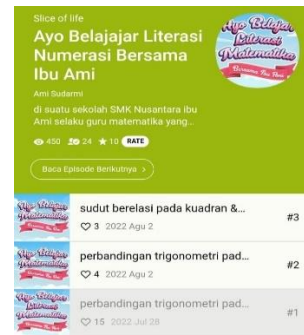 Slice of life
Ayo Belajajar Literasi
Numerasi Bersama
Ibu Ami
Ami Sudarmi
di suatu sekolah SMK Nusantara ibu
Ami selaku guru matematika yang...
450 24 10 RATE
Baca Episode Berikutnya >
Ayo Belajar
Literasi
Matematika
Bersama Ibu Ami
sudut berelasi pada kuadran &...
3 2022 Agu 2
#3
perbandingan trigonometri pad...
4 2022 Agu 2
#2
perbandingan trigonometri pad...
15 2022 Jul 28
#1